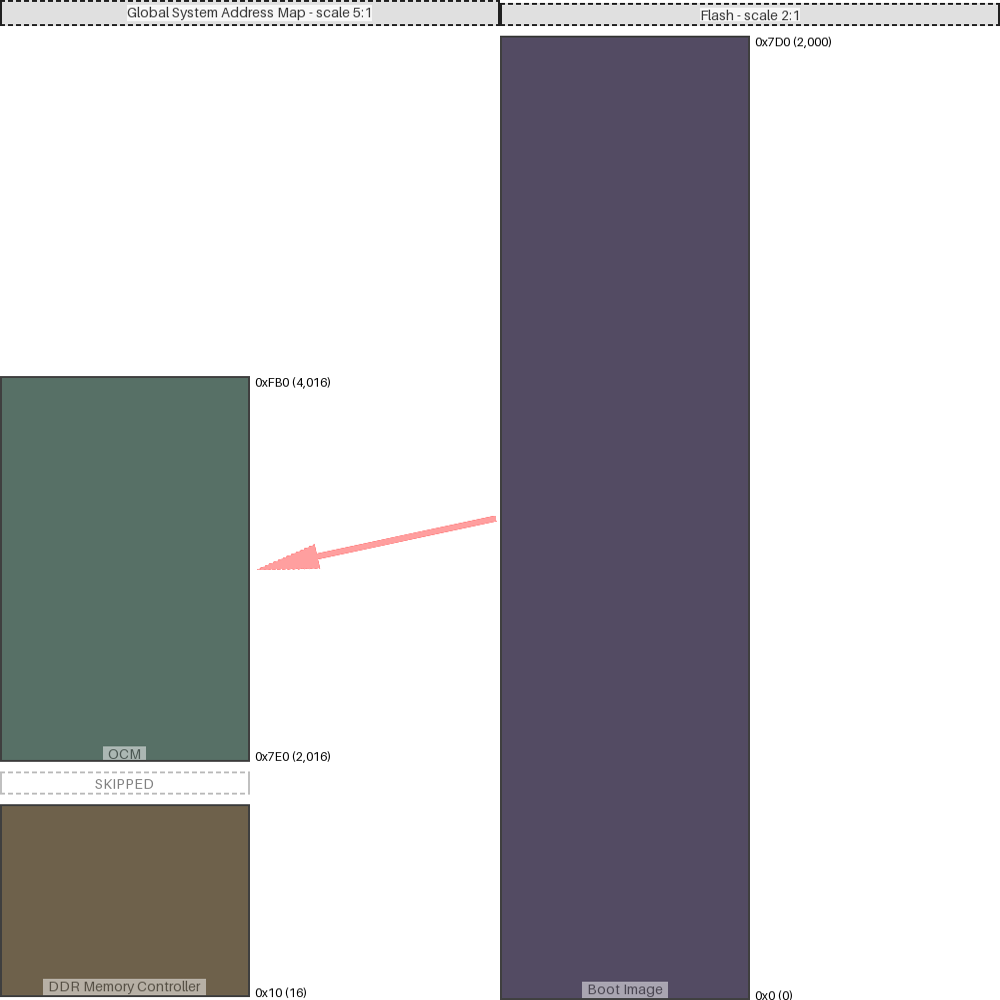 Global System Address Map - scale 5:1
Flash - scale 2:1
0x7D0 (2,000)
0xFB0 (4,016)
OCM
0x7E0 (2,016)
SKIPPED
DDR Memory Controller
0x10 (16)
Boot Image
0x0 (0)